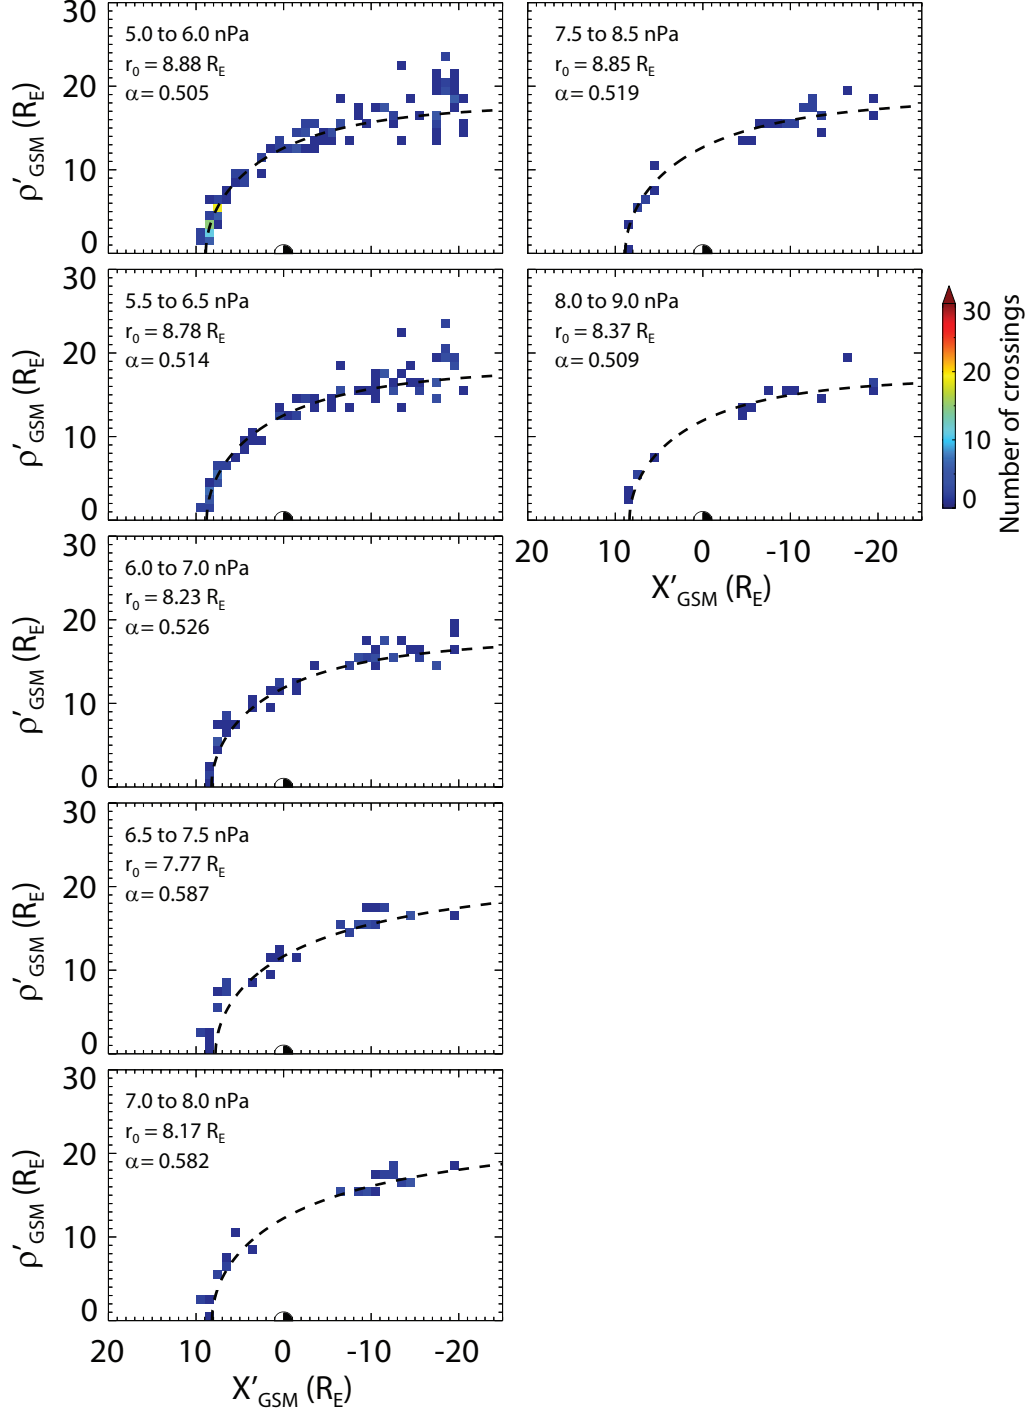 30
20
10
0
ρ′GSM (RE)
5.0 to 6.0 nPa
r0 = 8.88 RE
α = 0.505
7.5 to 8.5 nPa
r0 = 8.85 RE
α = 0.519
30
20
10
0
ρ′GSM (RE)
5.5 to 6.5 nPa
r0 = 8.78 RE
α = 0.514
8.0 to 9.0 nPa
r0 = 8.37 RE
α = 0.509
20 10 0 -10 -20
X′GSM (RE)
30
20
10
0
Number of crossings
30
20
10
0
ρ′GSM (RE)
6.0 to 7.0 nPa
r0 = 8.23 RE
α = 0.526
30
20
10
0
ρ′GSM (RE)
6.5 to 7.5 nPa
r0 = 7.77 RE
α = 0.587
30
20
10
0
ρ′GSM (RE)
7.0 to 8.0 nPa
r0 = 8.17 RE
α = 0.582
20 10 0 -10 -20
X′GSM (RE)